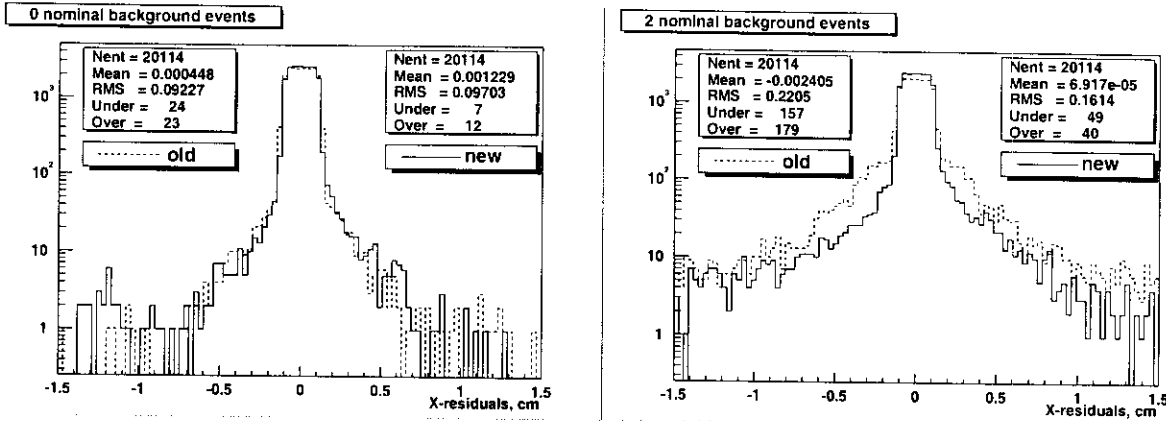 0 nominal background events
Nent = 20114
Mean = 0.000448
RMS = 0.09227
Under = 24
Over = 23
old
Nent = 20114
Mean = 0.001229
RMS = 0.09703
Under = 7
Over = 12
new
10³
10²
10
1
-1.5 -1 -0.5 0 0.5 1 1.5
X-residuals, cm
2 nominal background events
Nent = 20114
Mean = -0.002405
RMS = 0.2205
Under = 157
Over = 179
old
Nent = 20114
Mean = 6.917e-05
RMS = 0.1614
Under = 49
Over = 40
new
10³
10²
10
1
-1.5 -1 -0.5 0 0.5 1 1.5
X-residuals, cm